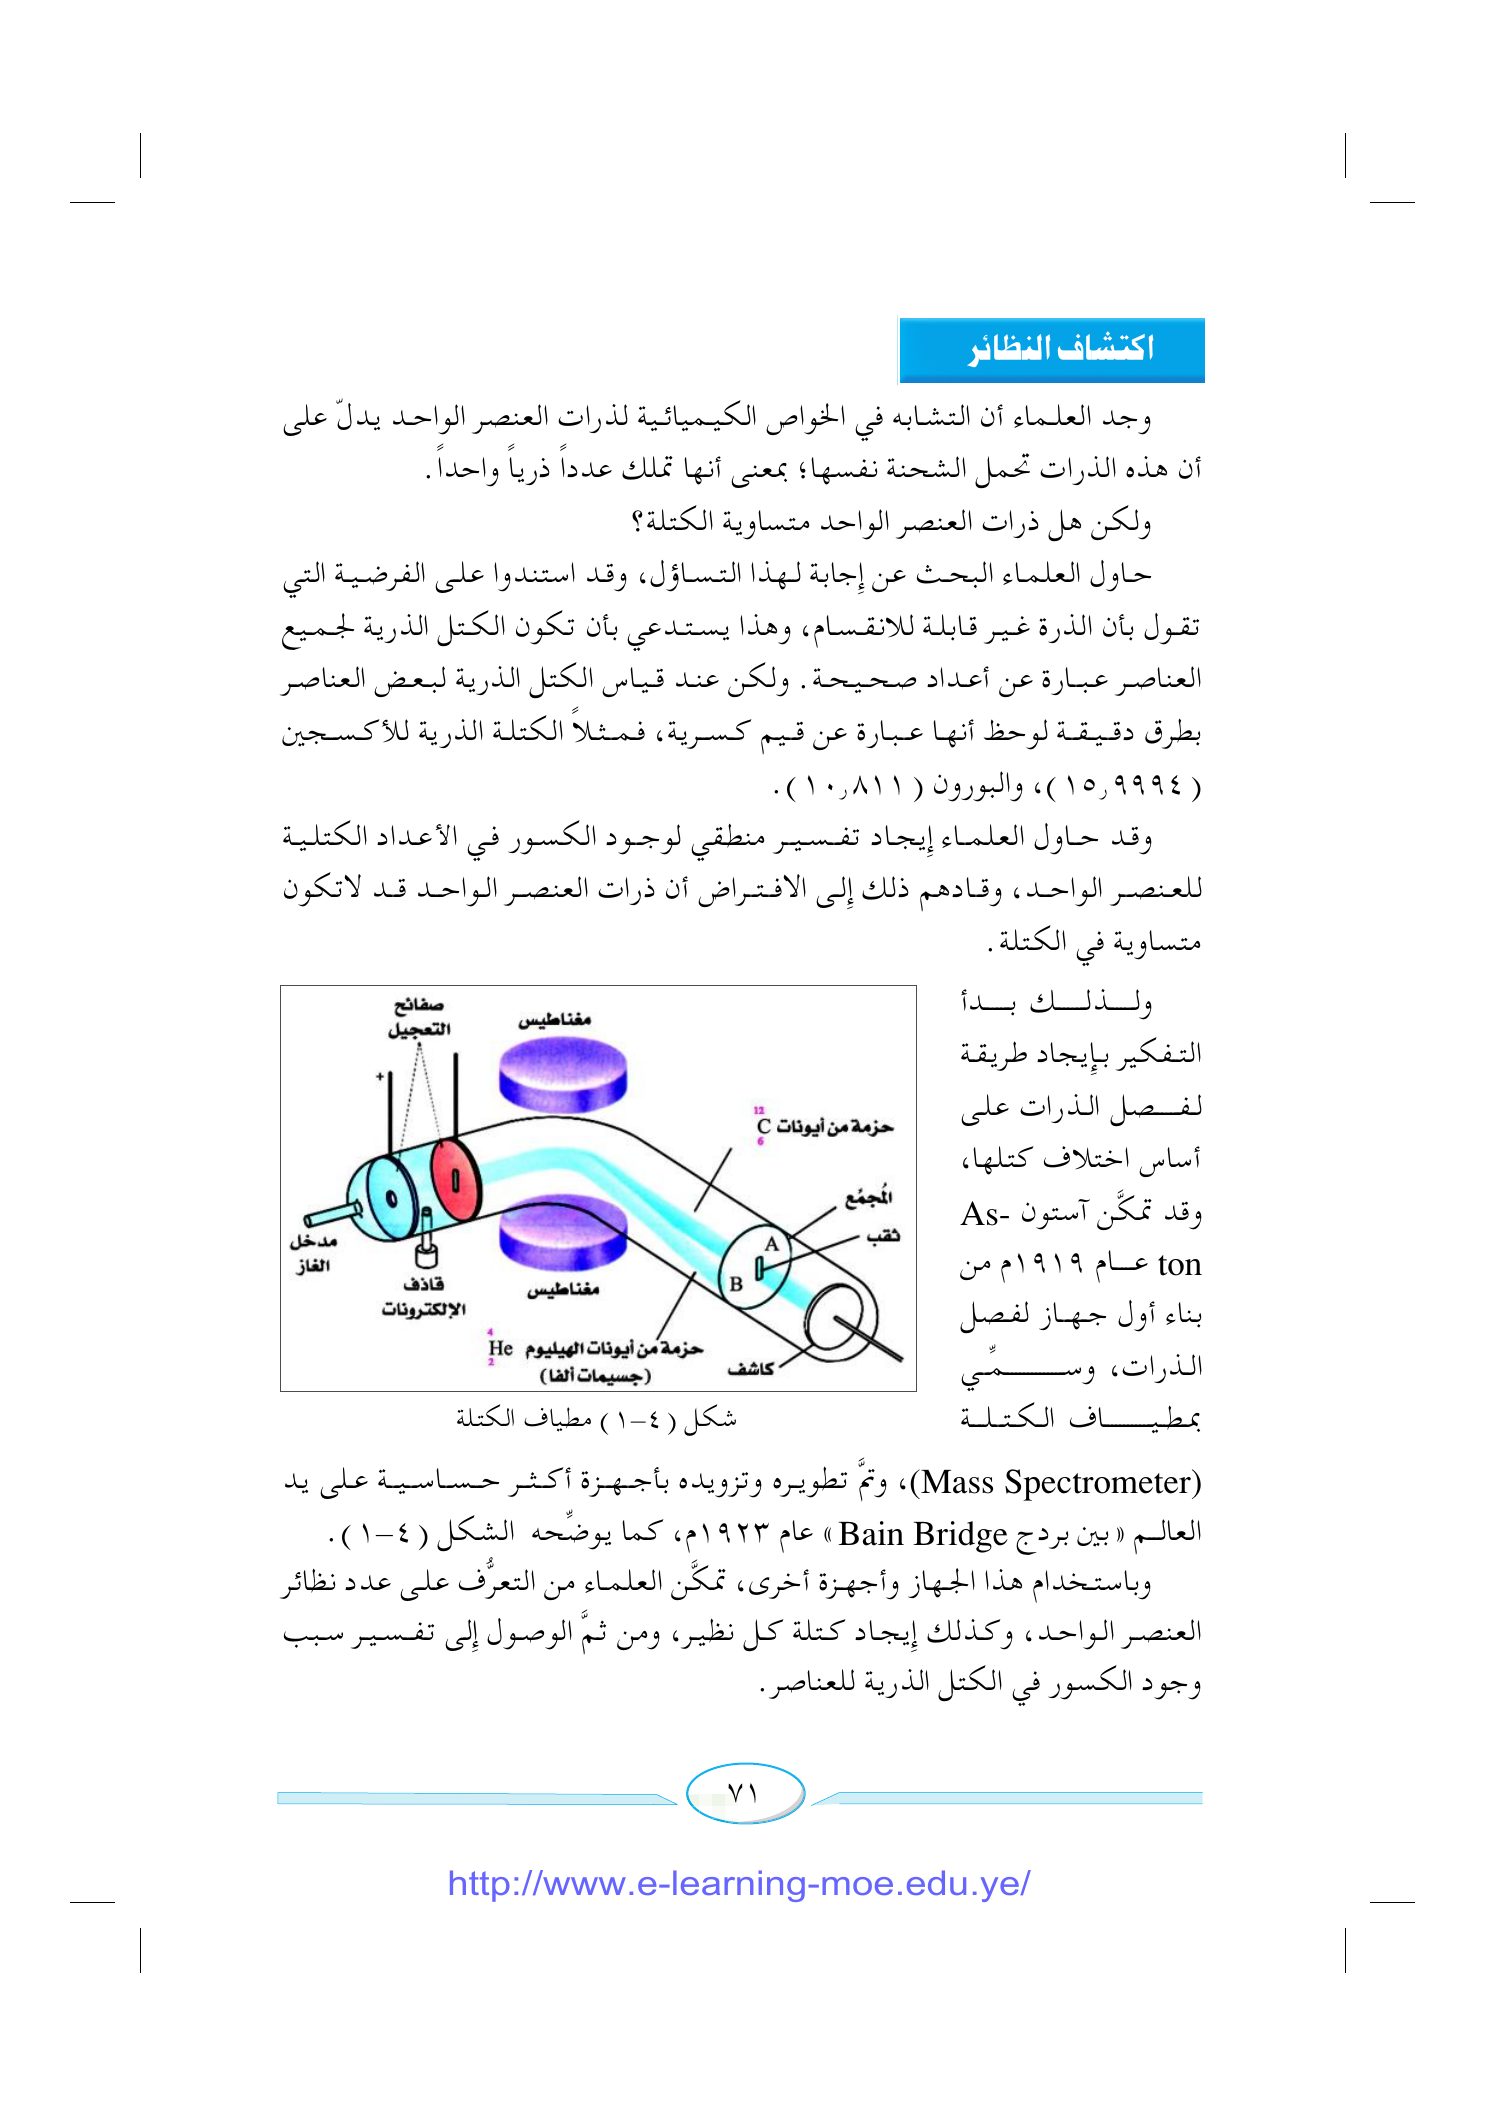 اكتشاف النظائر
وجد العلماء أن التشابه في الخواص الكيميائية لذرات العنصر الواحد يدلّ على
أن هذه الذرات تحمل الشحنة نفسها؛ بمعنى أنها تملك عدداً ذرياً واحداً.
ولكن هل ذرات العنصر الواحد متساوية الكتلة؟
حاول العلماء البحث عن إجابة لهذا التساؤل، وقد استندوا على الفرضية التي
تقول بأن الذرة غير قابلة للانقسام، وهذا يستدعي بأن تكون الكتل الذرية لجميع
العناصر عبارة عن أعداد صحيحة. ولكن عند قياس الكتل الذرية لبعض العناصر
بطرق دقيقة لوحظ أنها عبارة عن قيم كسرية، فمثلاً الكتلة الذرية للأكسجين
(١٥٫٩٩٩٤)، والبورون (١٠٫٨١١).
وقد حاول العلماء إيجاد تفسير منطقي لوجود الكسور في الأعداد الكتلية
للعنصر الواحد، وقادهم ذلك إلى الافتراض أن ذرات العنصر الواحد قد لاتكون
متساوية في الكتلة.
ولذلك بدأ
التفكير بإيجاد طريقة
لفصل الذرات على
أساس اختلاف كتلها،
وقد تمكَّن آستون As-
ton عام ١٩١٩م من
بناء أول جهاز لفصل
الذرات، وسمِّي
بمطياف الكتلة
صفائح
التعجيل
مغناطيس
+
حزمة من أيونات
12
C
6
المُجمّع
ثقب
A
B
مدخل
الغاز
قاذف
الإلكترونات
مغناطيس
حزمة من أيونات الهيليوم
4
He
2
(جسيمات ألفا)
كاشف
شكل (٤–١) مطياف الكتلة
(Mass Spectrometer)، وتمَّ تطويره وتزويده بأجهزة أكثر حساسية على يد
العالم «بين بردج Bain Bridge» عام ١٩٢٣م، كما يوضِّحه الشكل (٤–١).
وباستخدام هذا الجهاز وأجهزة أخرى، تمكَّن العلماء من التعرُّف على عدد نظائر
العنصر الواحد، وكذلك إيجاد كتلة كل نظير، ومن ثمَّ الوصول إلى تفسير سبب
وجود الكسور في الكتل الذرية للعناصر.
٧١
http://www.e-learning-moe.edu.ye/